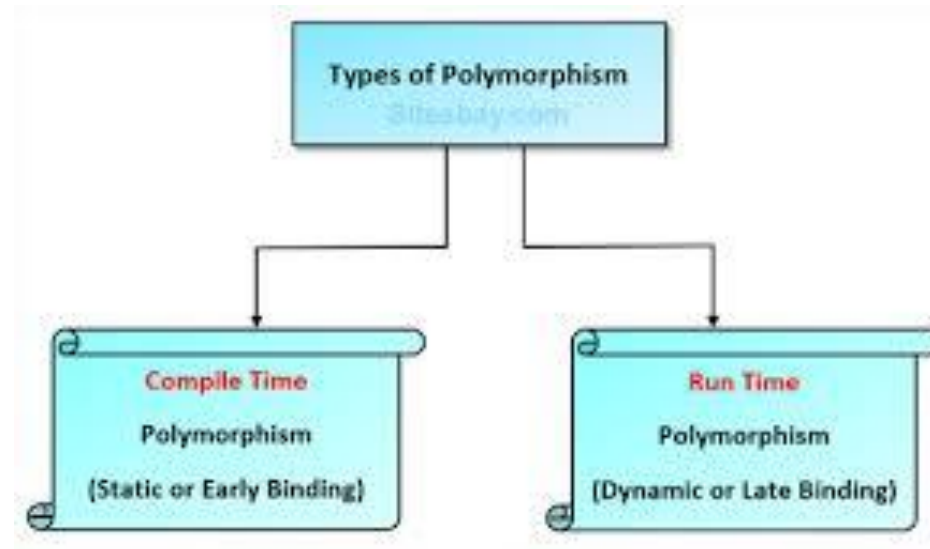 Types of Polymorphism
Sitesbay.com
Compile Time
Polymorphism
(Static or Early Binding)
Run Time
Polymorphism
(Dynamic or Late Binding)